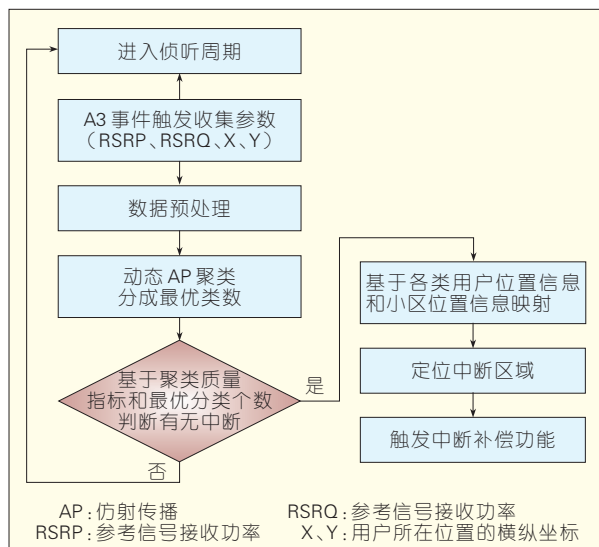 进入侦听周期
A3 事件触发收集参数
（RSRP、RSRQ、X、Y）
数据预处理
动态 AP 聚类
分成最优类数
基于聚类质量
指标和最优分类个数
判断有无中断
是
否
基于各类用户位置信息
和小区位置信息映射
定位中断区域
触发中断补偿功能
AP：仿射传播
RSRP：参考信号接收功率
RSRQ：参考信号接收功率
X、Y：用户所在位置的横纵坐标